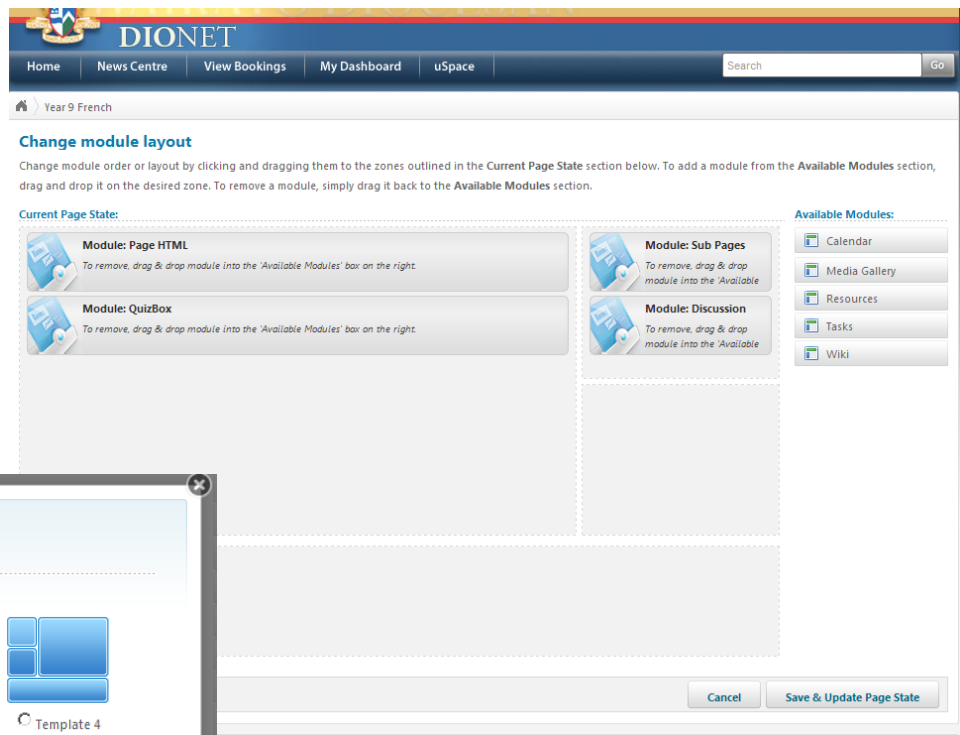 DIONET
Home News Centre View Bookings My Dashboard uSpace Search Go
Year 9 French
Change module layout
Change module order or layout by clicking and dragging them to the zones outlined in the Current Page State section below. To add a module from the Available Modules section,
drag and drop it on the desired zone. To remove a module, simply drag it back to the Available Modules section.
Current Page State:
Module: Page HTML
To remove, drag & drop module into the 'Available Modules' box on the right.
Module: QuizBox
To remove, drag & drop module into the 'Available Modules' box on the right.
Module: Sub Pages
To remove, drag & drop
module into the 'Available
Module: Discussion
To remove, drag & drop
module into the 'Available
Available Modules:
Calendar
Media Gallery
Resources
Tasks
Wiki
Template 4
Cancel Save & Update Page State